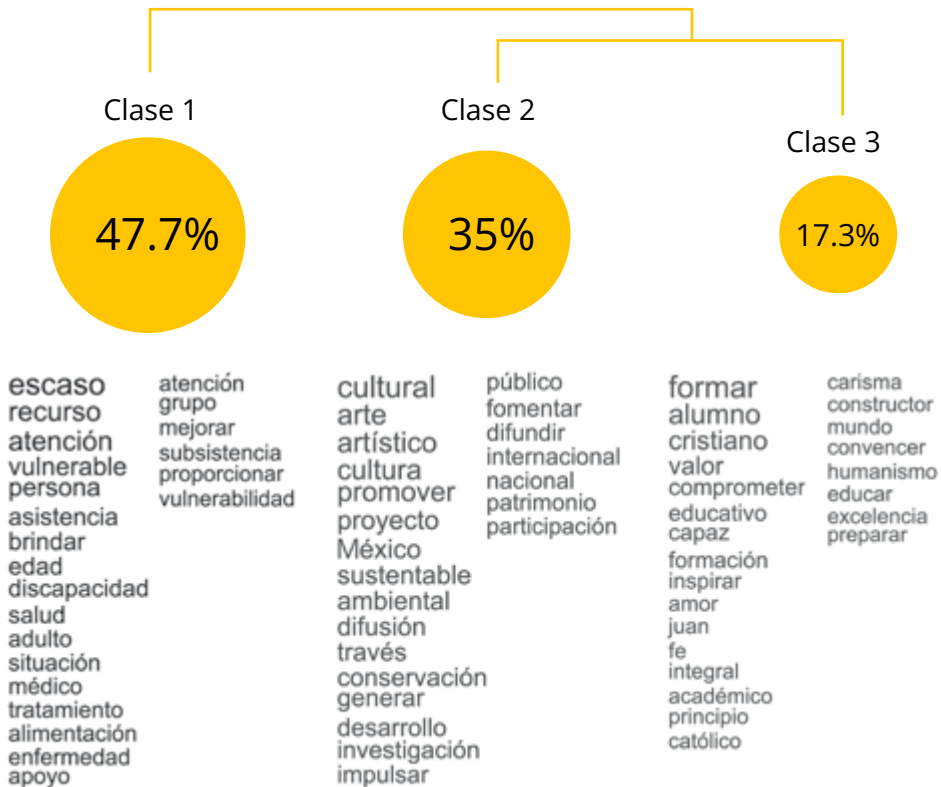 Clase 1
47.7%
escaso
recurso
atención
vulnerable
persona
asistencia
brindar
edad
discapacidad
salud
adulto
situación
médico
tratamiento
alimentación
enfermedad
apoyo
atención
grupo
mejorar
subsistencia
proporcionar
vulnerabilidad
Clase 2
35%
cultural
arte
artístico
cultura
promover
proyecto
México
sustentable
ambiental
difusión
través
conservación
generar
desarrollo
investigación
impulsar
público
fomentar
difundir
internacional
nacional
patrimonio
participación
Clase 3
17.3%
formar
alumno
cristiano
valor
comprometer
educativo
capaz
formación
inspirar
amor
juan
fe
integral
académico
principio
católico
carisma
constructor
mundo
convencer
humanismo
educar
excelencia
preparar